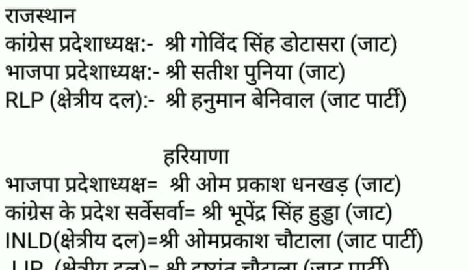 राजस्थान
कांग्रेस प्रदेशाध्यक्ष:- श्री गोविंद सिंह डोटासरा (जाट)
भाजपा प्रदेशाध्यक्ष:- श्री सतीश पुनिया (जाट)
RLP (क्षेत्रीय दल):- श्री हनुमान बेनिवाल (जाट पार्टी)
हरियाणा
भाजपा प्रदेशाध्यक्ष= श्री ओम प्रकाश धनखड़ (जाट)
कांग्रेस के प्रदेश सर्वेसर्वा= श्री भूपेंद्र सिंह हुड्डा (जाट)
INLD(क्षेत्रीय दल)=श्री ओमप्रकाश चौटाला (जाट पार्टी)
(क्षेत्रीय दल)= श्री दुष्यंत चौटाला (जाट पार्टी)